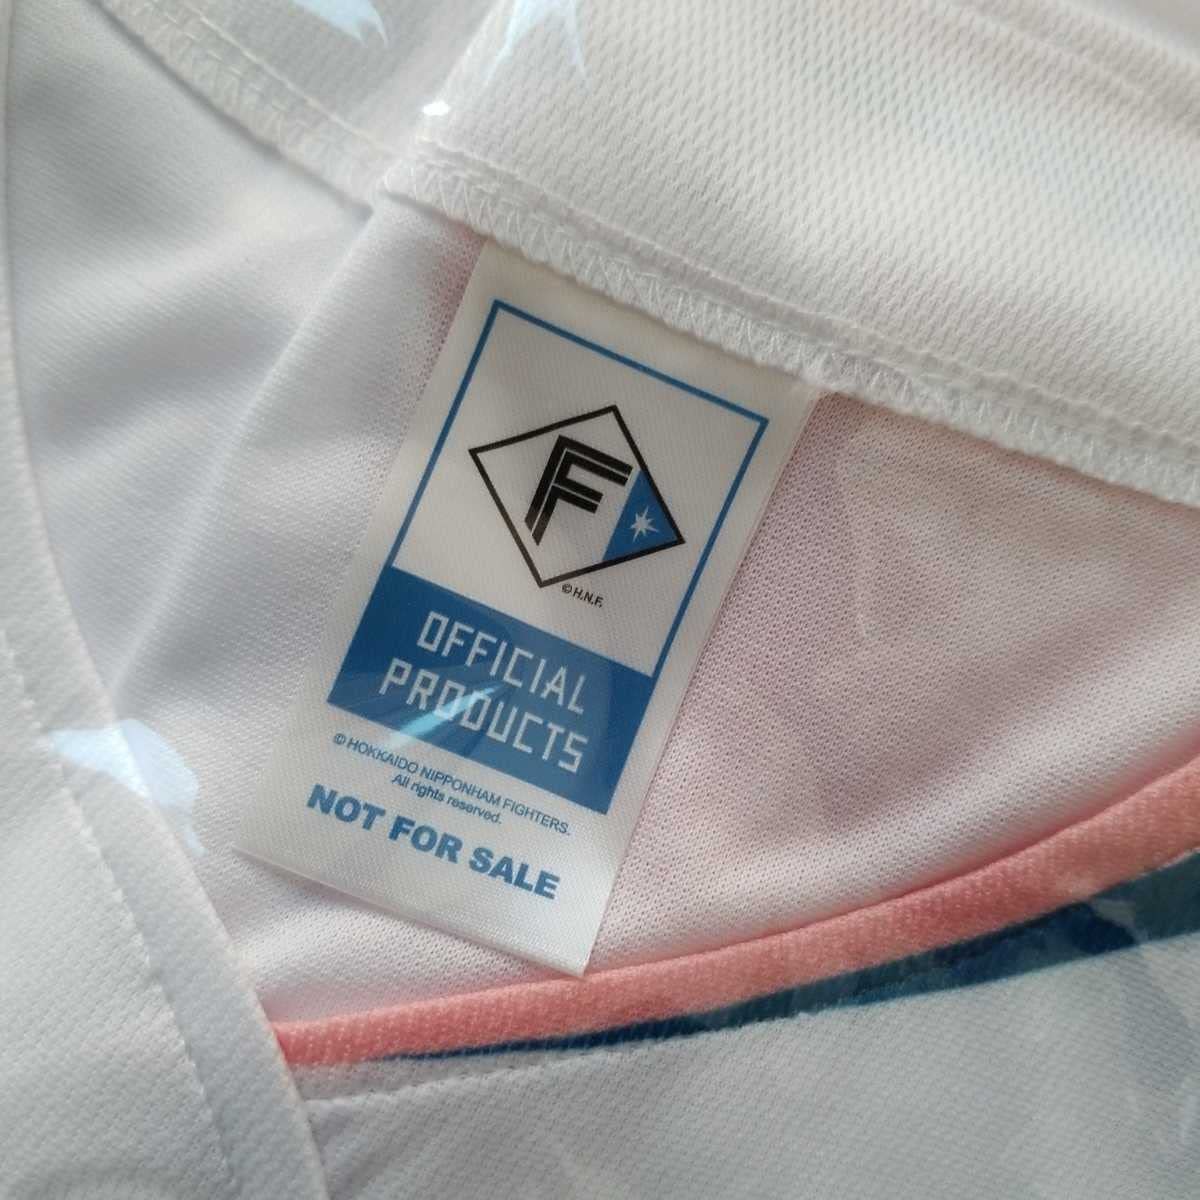 F
© H.N.F.
OFFICIAL
PRODUCTS
© HOKKAIDO NIPPONHAM FIGHTERS.
All rights reserved.
NOT FOR SALE